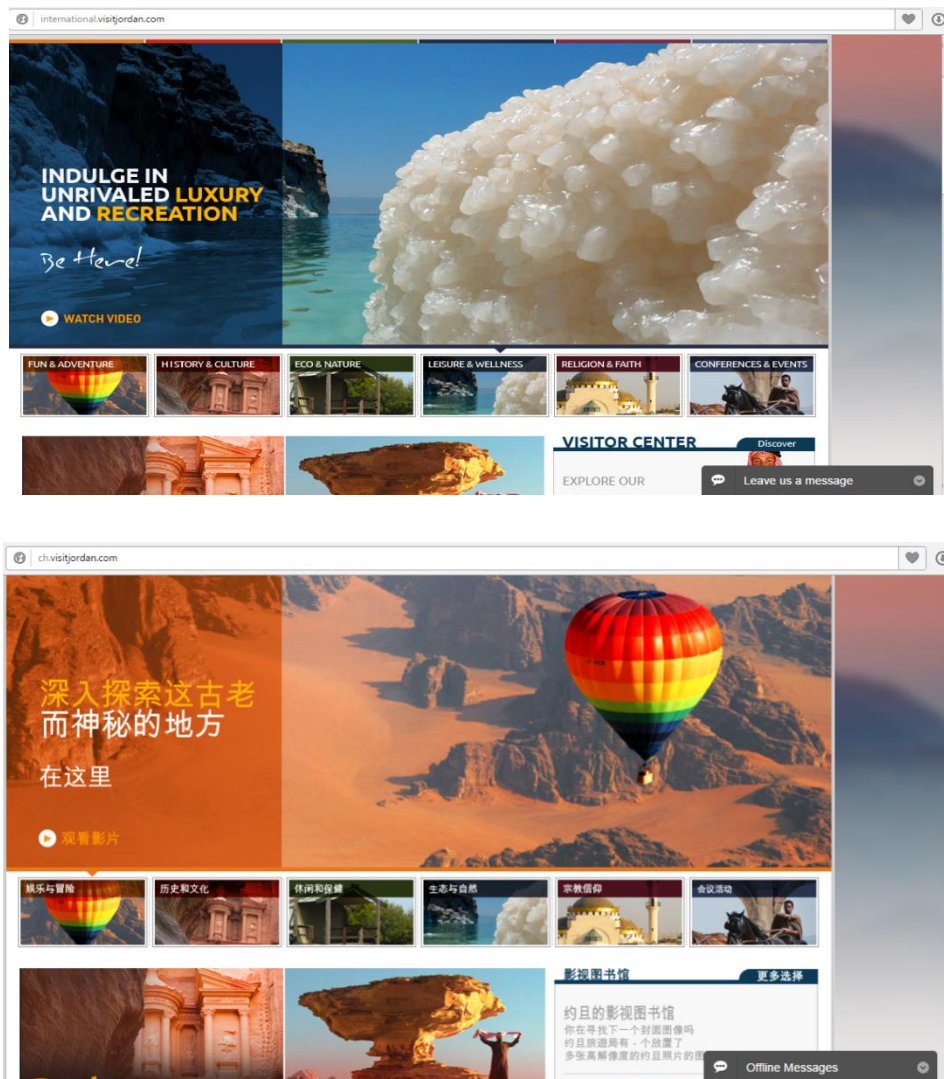 international.visitjordan.com
INDULGE IN
UNRIVALED LUXURY
AND RECREATION
Be Here!
WATCH VIDEO
FUN & ADVENTURE
HISTORY & CULTURE
ECO & NATURE
LEISURE & WELLNESS
RELIGION & FAITH
CONFERENCES & EVENTS
VISITOR CENTER
Discover
EXPLORE OUR
Leave us a message
ch.visitjordan.com
深入探索这古老
而神秘的地方
在这里
观看影片
娱乐与冒险
历史和文化
休闲和保健
生态与自然
宗教信仰
会议活动
影视图书馆
更多选择
约旦的影视图书馆
你在寻找下一个封面图像吗
约旦旅遊局有 - 个放置了
多张高解像度的约旦照片的图
Offline Messages